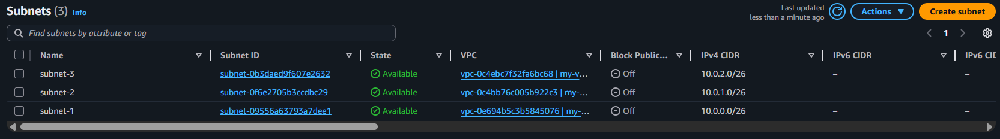 Subnets (3) Info
Last updated
less than a minute ago
Actions
Create subnet
Find subnets by attribute or tag
1
Name Subnet ID State VPC Block Public... IPv4 CIDR IPv6 CIDR IPv6 CID
subnet-3 subnet-0b3daed9f607e2632 Available vpc-0c4ebc7f32fa6bc68 | my-v... Off 10.0.2.0/26 – –
subnet-2 subnet-0f6e2705b3ccdbc29 Available vpc-0c4bb76c005b922c3 | my-... Off 10.0.1.0/26 – –
subnet-1 subnet-09556a63793a7dee1 Available vpc-0e694b5c3b5845076 | my-... Off 10.0.0.0/26 – –